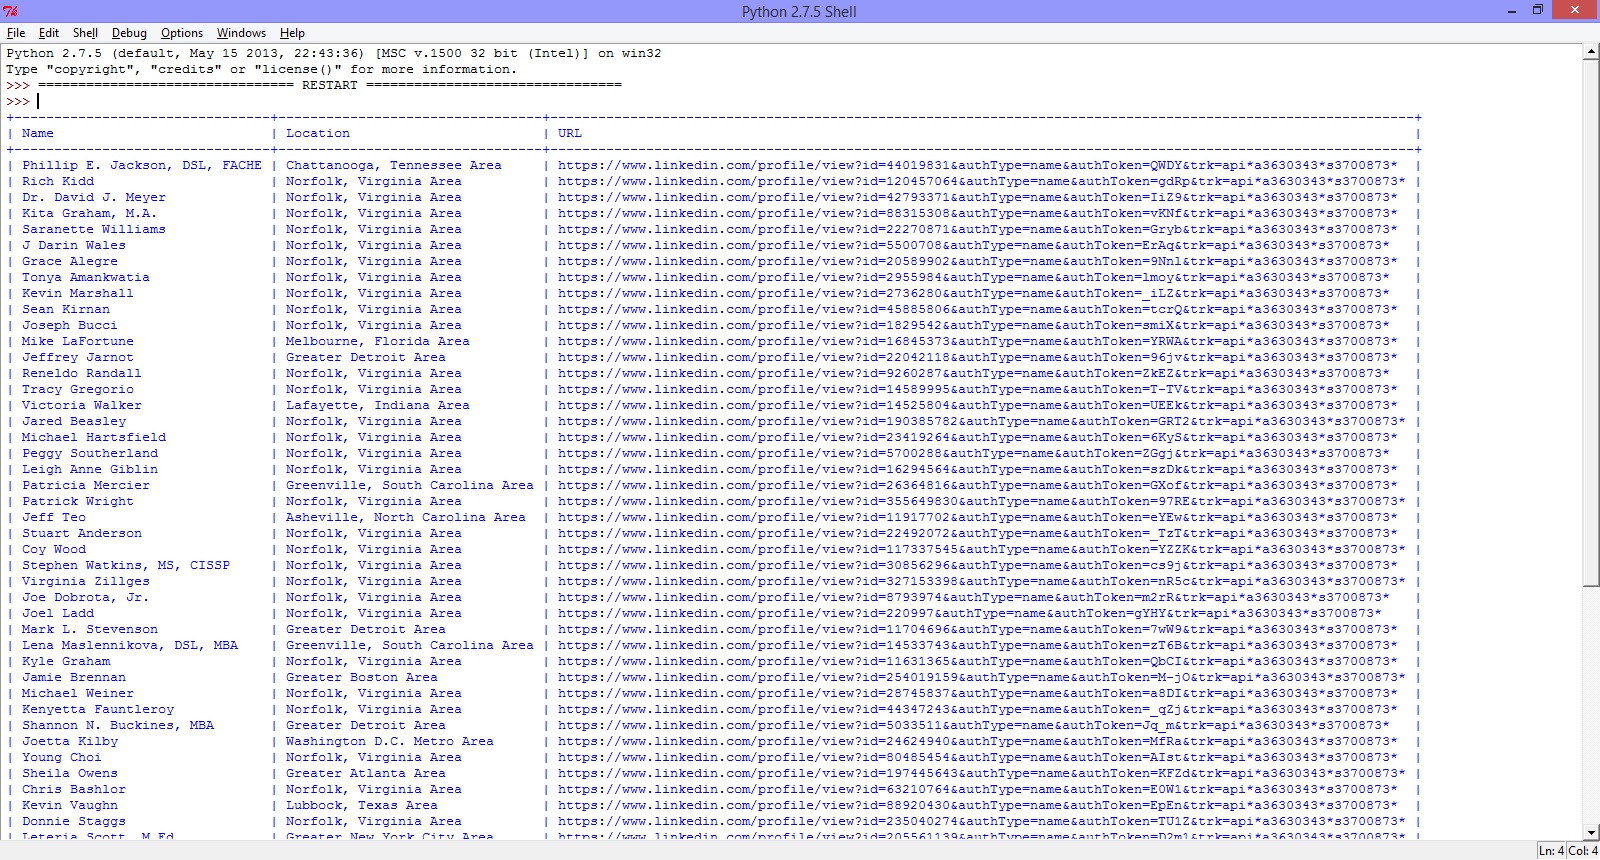 Python 2.7.5 Shell
File Edit Shell Debug Options Windows Help
Python 2.7.5 (default, May 15 2013, 22:43:36) [MSC v.1500 32 bit (Intel)] on win32
Type "copyright", "credits" or "license()" for more information.
>>> ================================ RESTART ================================
>>>
| Name | Location | URL |
| Phillip E. Jackson, DSL, FACHE | Chattanooga, Tennessee Area | https://www.linkedin.com/profile/view?id=44019831&authType=name&authToken=QWDY&trk=api*a3630343*s3700873* |
| Rich Kidd | Norfolk, Virginia Area | https://www.linkedin.com/profile/view?id=120457064&authType=name&authToken=gdRp&trk=api*a3630343*s3700873* |
| Dr. David J. Meyer | Norfolk, Virginia Area | https://www.linkedin.com/profile/view?id=42793371&authType=name&authToken=IiZ9&trk=api*a3630343*s3700873* |
| Kita Graham, M.A. | Norfolk, Virginia Area | https://www.linkedin.com/profile/view?id=88315308&authType=name&authToken=vKNf&trk=api*a3630343*s3700873* |
| Saranette Williams | Norfolk, Virginia Area | https://www.linkedin.com/profile/view?id=22270871&authType=name&authToken=Gryb&trk=api*a3630343*s3700873* |
| J Darin Wales | Norfolk, Virginia Area | https://www.linkedin.com/profile/view?id=5500708&authType=name&authToken=ErAq&trk=api*a3630343*s3700873* |
| Grace Alegre | Norfolk, Virginia Area | https://www.linkedin.com/profile/view?id=20589902&authType=name&authToken=9Nnl&trk=api*a3630343*s3700873* |
| Tonya Amankwatia | Norfolk, Virginia Area | https://www.linkedin.com/profile/view?id=2955984&authType=name&authToken=lmoy&trk=api*a3630343*s3700873* |
| Kevin Marshall | Norfolk, Virginia Area | https://www.linkedin.com/profile/view?id=2736280&authType=name&authToken=_iLZ&trk=api*a3630343*s3700873* |
| Sean Kirnan | Norfolk, Virginia Area | https://www.linkedin.com/profile/view?id=45885806&authType=name&authToken=tcrQ&trk=api*a3630343*s3700873* |
| Joseph Bucci | Norfolk, Virginia Area | https://www.linkedin.com/profile/view?id=1829542&authType=name&authToken=smiX&trk=api*a3630343*s3700873* |
| Mike LaFortune | Melbourne, Florida Area | https://www.linkedin.com/profile/view?id=16845373&authType=name&authToken=YRWA&trk=api*a3630343*s3700873* |
| Jeffrey Jarnot | Greater Detroit Area | https://www.linkedin.com/profile/view?id=22042118&authType=name&authToken=96jv&trk=api*a3630343*s3700873* |
| Reneldo Randall | Norfolk, Virginia Area | https://www.linkedin.com/profile/view?id=9260287&authType=name&authToken=ZkEZ&trk=api*a3630343*s3700873* |
| Tracy Gregorio | Norfolk, Virginia Area | https://www.linkedin.com/profile/view?id=14589995&authType=name&authToken=T-TV&trk=api*a3630343*s3700873* |
| Victoria Walker | Lafayette, Indiana Area | https://www.linkedin.com/profile/view?id=14525804&authType=name&authToken=UEEk&trk=api*a3630343*s3700873* |
| Jared Beasley | Norfolk, Virginia Area | https://www.linkedin.com/profile/view?id=190385782&authType=name&authToken=GRT2&trk=api*a3630343*s3700873* |
| Michael Hartsfield | Norfolk, Virginia Area | https://www.linkedin.com/profile/view?id=23419264&authType=name&authToken=6KyS&trk=api*a3630343*s3700873* |
| Peggy Southerland | Norfolk, Virginia Area | https://www.linkedin.com/profile/view?id=5700288&authType=name&authToken=ZGgj&trk=api*a3630343*s3700873* |
| Leigh Anne Giblin | Norfolk, Virginia Area | https://www.linkedin.com/profile/view?id=16294564&authType=name&authToken=szDk&trk=api*a3630343*s3700873* |
| Patricia Mercier | Greenville, South Carolina Area | https://www.linkedin.com/profile/view?id=26364816&authType=name&authToken=GXof&trk=api*a3630343*s3700873* |
| Patrick Wright | Norfolk, Virginia Area | https://www.linkedin.com/profile/view?id=355649830&authType=name&authToken=97RE&trk=api*a3630343*s3700873* |
| Jeff Teo | Asheville, North Carolina Area | https://www.linkedin.com/profile/view?id=11917702&authType=name&authToken=eYEw&trk=api*a3630343*s3700873* |
| Stuart Anderson | Norfolk, Virginia Area | https://www.linkedin.com/profile/view?id=22492072&authType=name&authToken=_TzT&trk=api*a3630343*s3700873* |
| Coy Wood | Norfolk, Virginia Area | https://www.linkedin.com/profile/view?id=117337545&authType=name&authToken=YZZK&trk=api*a3630343*s3700873* |
| Stephen Watkins, MS, CISSP | Norfolk, Virginia Area | https://www.linkedin.com/profile/view?id=30856296&authType=name&authToken=cs9j&trk=api*a3630343*s3700873* |
| Virginia Zillges | Norfolk, Virginia Area | https://www.linkedin.com/profile/view?id=327153398&authType=name&authToken=nR5c&trk=api*a3630343*s3700873* |
| Joe Dobrota, Jr. | Norfolk, Virginia Area | https://www.linkedin.com/profile/view?id=8793974&authType=name&authToken=m2rR&trk=api*a3630343*s3700873* |
| Joel Ladd | Norfolk, Virginia Area | https://www.linkedin.com/profile/view?id=220997&authType=name&authToken=gYHY&trk=api*a3630343*s3700873* |
| Mark L. Stevenson | Greater Detroit Area | https://www.linkedin.com/profile/view?id=11704696&authType=name&authToken=7wW9&trk=api*a3630343*s3700873* |
| Lena Maslennikova, DSL, MBA | Greenville, South Carolina Area | https://www.linkedin.com/profile/view?id=14533743&authType=name&authToken=zT6B&trk=api*a3630343*s3700873* |
| Kyle Graham | Norfolk, Virginia Area | https://www.linkedin.com/profile/view?id=11631365&authType=name&authToken=QbCI&trk=api*a3630343*s3700873* |
| Jamie Brennan | Greater Boston Area | https://www.linkedin.com/profile/view?id=254019159&authType=name&authToken=M-jO&trk=api*a3630343*s3700873* |
| Michael Weiner | Norfolk, Virginia Area | https://www.linkedin.com/profile/view?id=28745837&authType=name&authToken=a8DI&trk=api*a3630343*s3700873* |
| Kenyetta Fauntleroy | Norfolk, Virginia Area | https://www.linkedin.com/profile/view?id=44347243&authType=name&authToken=_qZj&trk=api*a3630343*s3700873* |
| Shannon N. Buckines, MBA | Greater Detroit Area | https://www.linkedin.com/profile/view?id=5033511&authType=name&authToken=Jq_m&trk=api*a3630343*s3700873* |
| Joetta Kilby | Washington D.C. Metro Area | https://www.linkedin.com/profile/view?id=24624940&authType=name&authToken=MfRa&trk=api*a3630343*s3700873* |
| Young Choi | Norfolk, Virginia Area | https://www.linkedin.com/profile/view?id=80485454&authType=name&authToken=AIst&trk=api*a3630343*s3700873* |
| Sheila Owens | Greater Atlanta Area | https://www.linkedin.com/profile/view?id=197445643&authType=name&authToken=KFZd&trk=api*a3630343*s3700873* |
| Chris Bashlor | Norfolk, Virginia Area | https://www.linkedin.com/profile/view?id=63210764&authType=name&authToken=E0W1&trk=api*a3630343*s3700873* |
| Kevin Vaughn | Lubbock, Texas Area | https://www.linkedin.com/profile/view?id=88920430&authType=name&authToken=EpEn&trk=api*a3630343*s3700873* |
| Donnie Staggs | Norfolk, Virginia Area | https://www.linkedin.com/profile/view?id=235040274&authType=name&authToken=TU1Z&trk=api*a3630343*s3700873* |
| Leteria Scott, M.Ed | Greater New York City Area | https://www.linkedin.com/profile/view?id=205561139&authType=name&authToken=D2m1&trk=api*a3630343*s3700873* |
Ln: 4 Col: 4